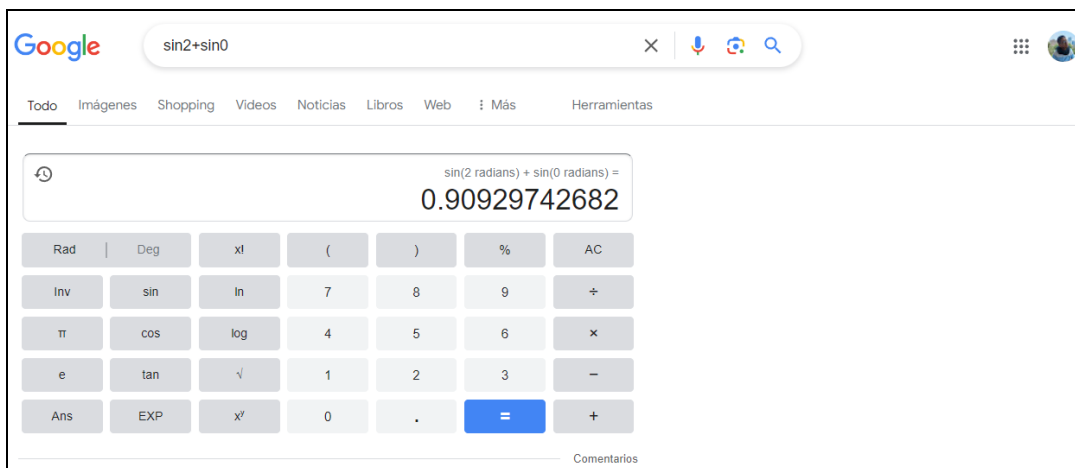 Google sin2+sin0
Todo Imágenes Shopping Videos Noticias Libros Web Más Herramientas
sin(2 radians) + sin(0 radians) =
0.90929742682
Rad | Deg x! ( ) % AC
Inv sin ln 7 8 9 ÷
π cos log 4 5 6 ×
e tan √ 1 2 3 −
Ans EXP xʸ 0 . = +
Comentarios